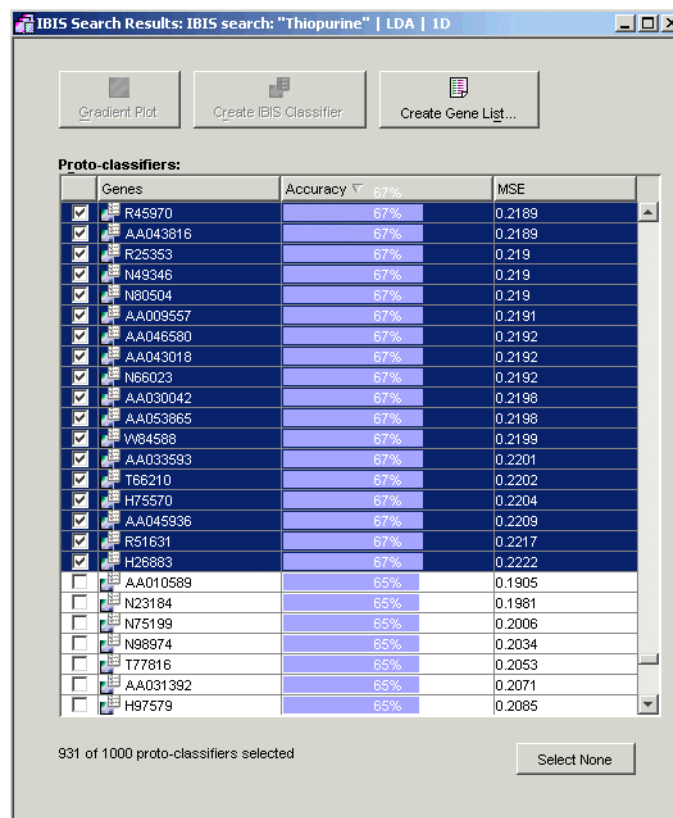 IBIS Search Results: IBIS search: "Thiopurine" | LDA | 1D
Gradient Plot Create IBIS Classifier Create Gene List...
Proto-classifiers:
Genes Accuracy 67% MSE
R45970 67% 0.2189
AA043816 67% 0.2189
R25353 67% 0.219
N49346 67% 0.219
N80504 67% 0.219
AA009557 67% 0.2191
AA046580 67% 0.2192
AA043018 67% 0.2192
N66023 67% 0.2192
AA030042 67% 0.2198
AA053865 67% 0.2198
W84588 67% 0.2199
AA033593 67% 0.2201
T66210 67% 0.2202
H75570 67% 0.2204
AA045936 67% 0.2209
R51631 67% 0.2217
H26883 67% 0.2222
AA010589 65% 0.1905
N23184 65% 0.1981
N75199 65% 0.2006
N98974 65% 0.2034
T77816 65% 0.2053
AA031392 65% 0.2071
H97579 65% 0.2085
931 of 1000 proto-classifiers selected
Select None